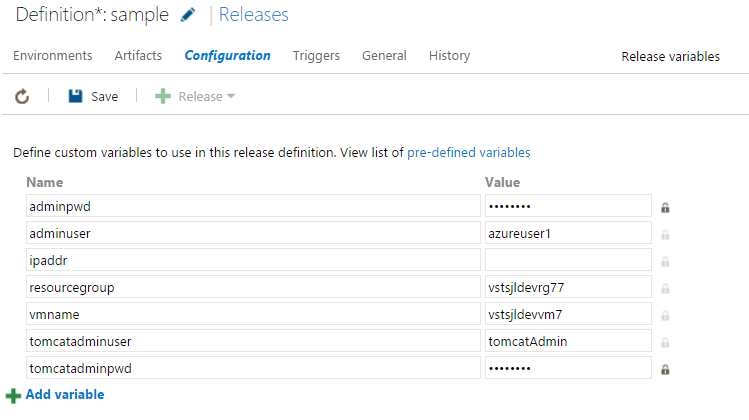 Definition*: sample | Releases
Environments Artifacts Configuration Triggers General History Release variables
Save Release
Define custom variables to use in this release definition. View list of pre-defined variables
Name Value
adminpwd ••••••••
adminuser azureuser1
ipaddr
resourcegroup vstsjldevrg77
vmname vstsjldevvm7
tomcatadminuser tomcatAdmin
tomcatadminpwd ••••••••
Add variable